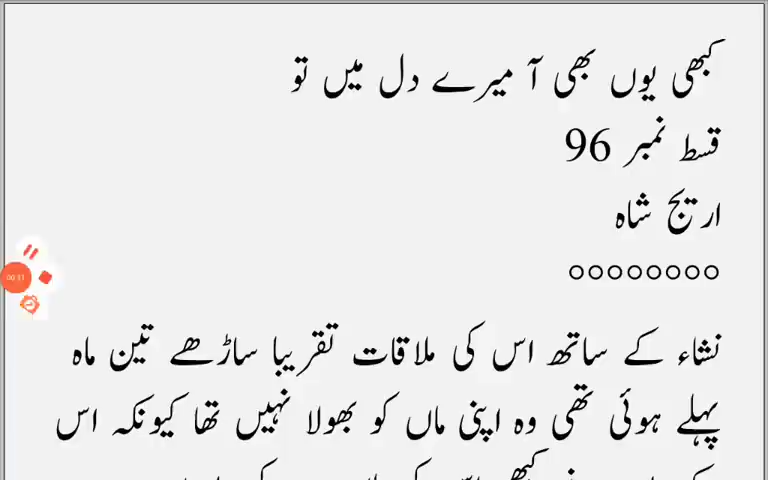 کبھی یوں بھی آ میرے دل میں تو
قسط نمبر 96
اریج شاہ
○○○○○○○○
نشاء کے ساتھ اس کی ملاقات تقریبا ساڑھے تین ماہ
پہلے ہوئی تھی وہ اپنی ماں کو بھولا نہیں تھا کیونکہ اس